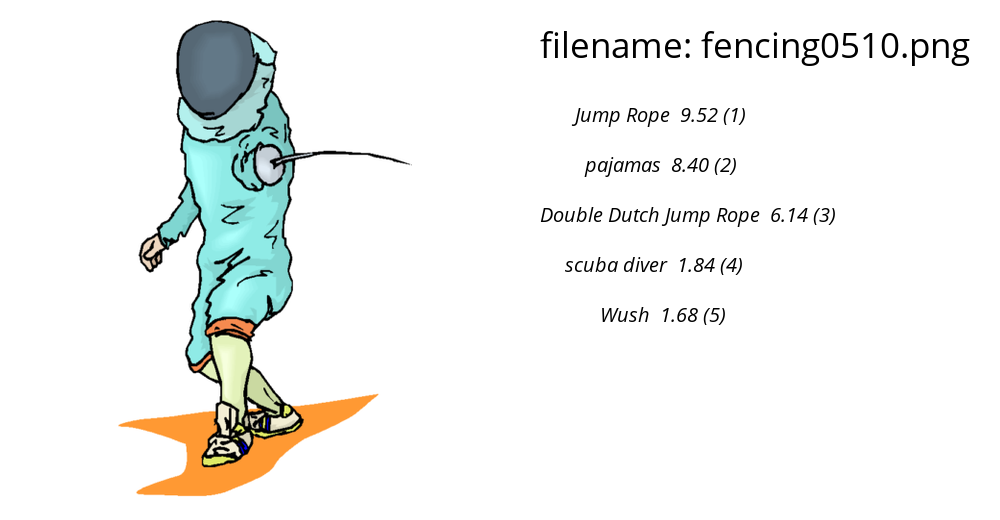 filename: fencing0510.png
Jump Rope 9.52 (1)
pajamas 8.40 (2)
Double Dutch Jump Rope 6.14 (3)
scuba diver 1.84 (4)
Wush 1.68 (5)